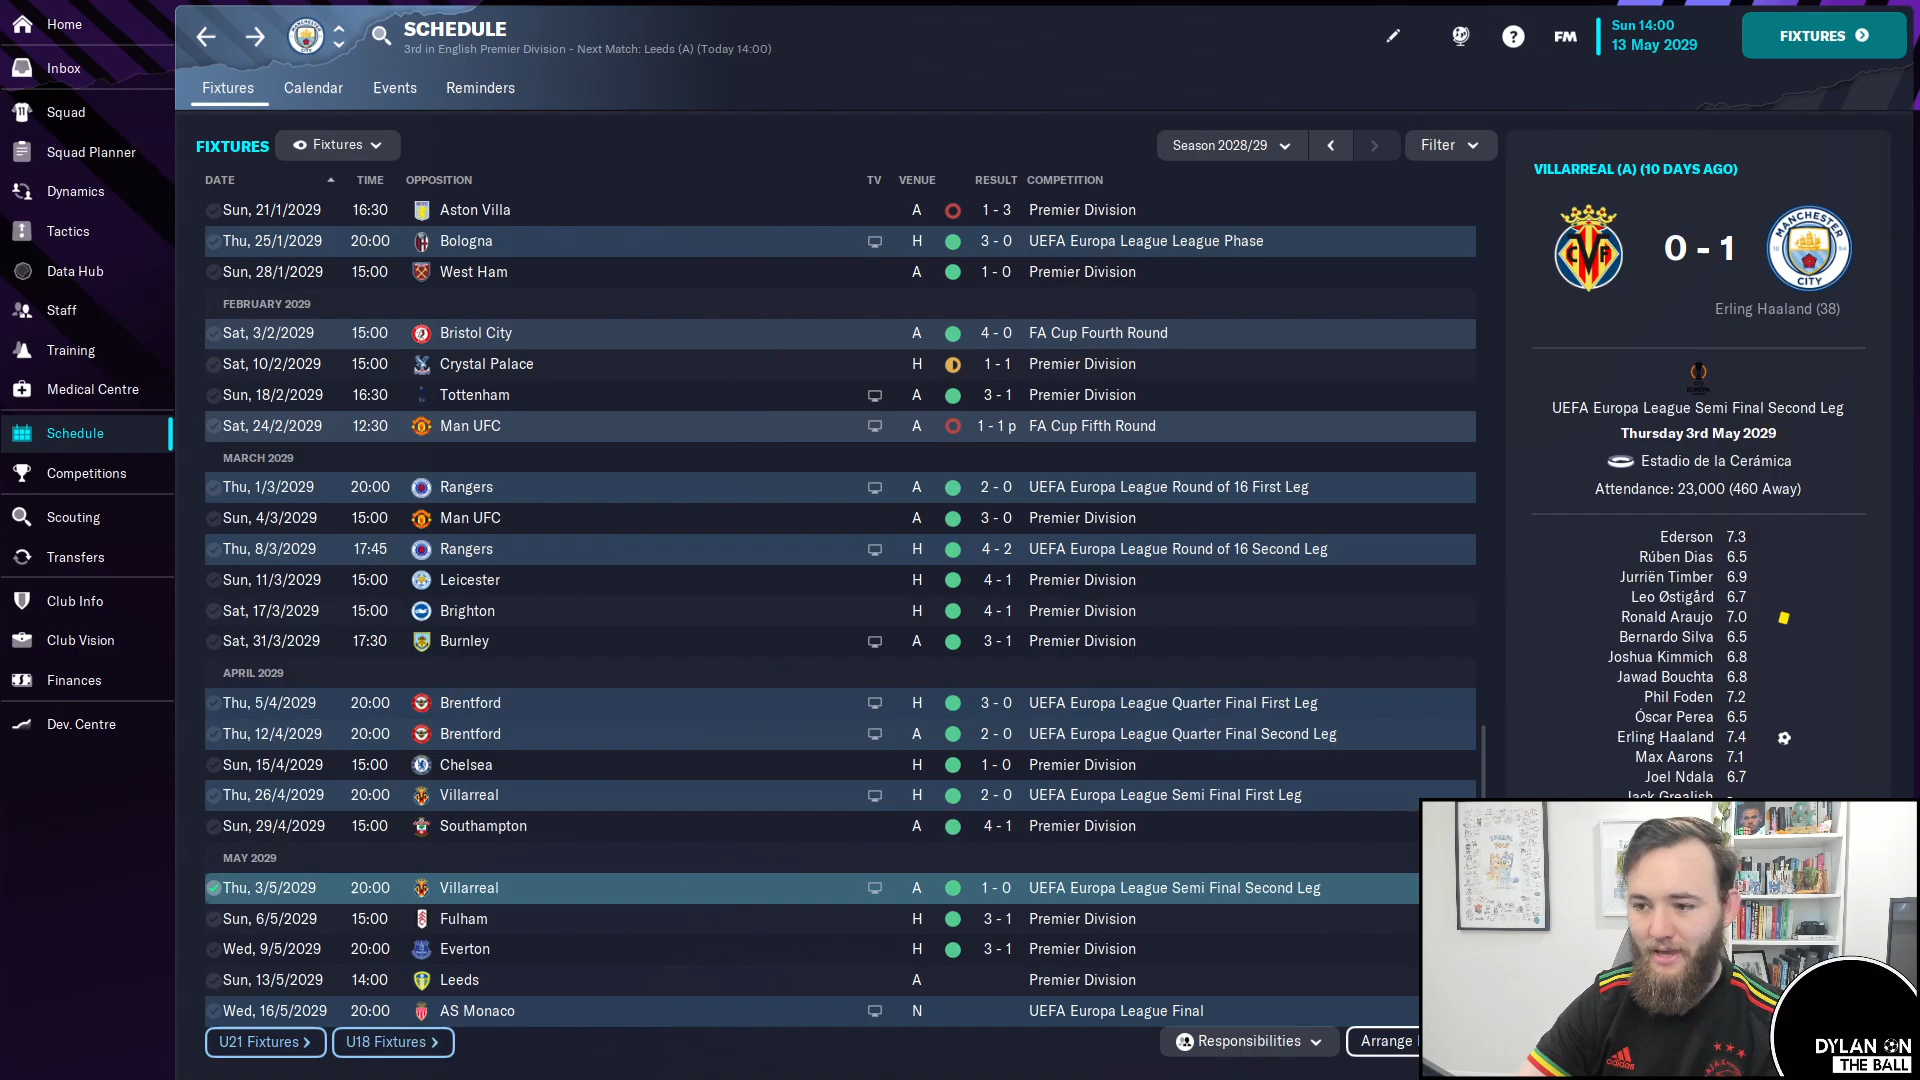 Home
Inbox
Squad
Squad Planner
Dynamics
Tactics
Data Hub
Staff
Training
Medical Centre
Schedule
Competitions
Scouting
Transfers
Club Info
Club Vision
Finances
Dev. Centre
SCHEDULE
3rd in English Premier Division - Next Match: Leeds (A) (Today 14:00)
FM
Sun 14:00
13 May 2029
FIXTURES
Fixtures Calendar Events Reminders
FIXTURES Fixtures Season 2028/29 Filter
DATE TIME OPPOSITION TV VENUE RESULT COMPETITION
Sun, 21/1/2029 16:30 Aston Villa A 1 - 3 Premier Division
Thu, 25/1/2029 20:00 Bologna H 3 - 0 UEFA Europa League League Phase
Sun, 28/1/2029 15:00 West Ham A 1 - 0 Premier Division
FEBRUARY 2029
Sat, 3/2/2029 15:00 Bristol City A 4 - 0 FA Cup Fourth Round
Sat, 10/2/2029 15:00 Crystal Palace H 1 - 1 Premier Division
Sun, 18/2/2029 16:30 Tottenham A 3 - 1 Premier Division
Sat, 24/2/2029 12:30 Man UFC A 1 - 1 p FA Cup Fifth Round
MARCH 2029
Thu, 1/3/2029 20:00 Rangers A 2 - 0 UEFA Europa League Round of 16 First Leg
Sun, 4/3/2029 15:00 Man UFC A 3 - 0 Premier Division
Thu, 8/3/2029 17:45 Rangers H 4 - 2 UEFA Europa League Round of 16 Second Leg
Sun, 11/3/2029 15:00 Leicester H 4 - 1 Premier Division
Sat, 17/3/2029 15:00 Brighton H 4 - 1 Premier Division
Sat, 31/3/2029 17:30 Burnley A 3 - 1 Premier Division
APRIL 2029
Thu, 5/4/2029 20:00 Brentford H 3 - 0 UEFA Europa League Quarter Final First Leg
Thu, 12/4/2029 20:00 Brentford A 2 - 0 UEFA Europa League Quarter Final Second Leg
Sun, 15/4/2029 15:00 Chelsea H 1 - 0 Premier Division
Thu, 26/4/2029 20:00 Villarreal H 2 - 0 UEFA Europa League Semi Final First Leg
Sun, 29/4/2029 15:00 Southampton A 4 - 1 Premier Division
MAY 2029
Thu, 3/5/2029 20:00 Villarreal A 1 - 0 UEFA Europa League Semi Final Second Leg
Sun, 6/5/2029 15:00 Fulham H 3 - 1 Premier Division
Wed, 9/5/2029 20:00 Everton H 3 - 1 Premier Division
Sun, 13/5/2029 14:00 Leeds A Premier Division
Wed, 16/5/2029 20:00 AS Monaco N UEFA Europa League Final
U21 Fixtures U18 Fixtures Responsibilities Arrange
VILLARREAL (A) (10 DAYS AGO)
0 - 1
MANCHESTER
CITY
Erling Haaland (38)
UEFA Europa League Semi Final Second Leg
Thursday 3rd May 2029
Estadio de la Cerámica
Attendance: 23,000 (460 Away)
Ederson 7.3
Rúben Dias 6.5
Jurriën Timber 6.9
Leo Østigård 6.7
Ronald Araujo 7.0
Bernardo Silva 6.5
Joshua Kimmich 6.8
Jawad Bouchta 6.8
Phil Foden 7.2
Óscar Perea 6.5
Erling Haaland 7.4
Max Aarons 7.1
Joel Ndala 6.7
Jack Grealish -
adidas
DYLAN ON
THE BALL